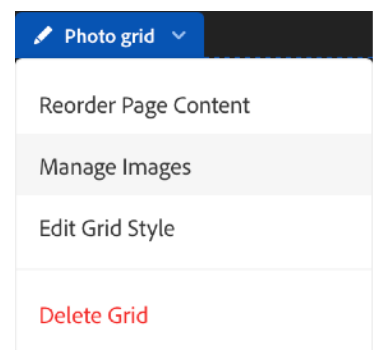 Photo grid
Reorder Page Content
Manage Images
Edit Grid Style
Delete Grid